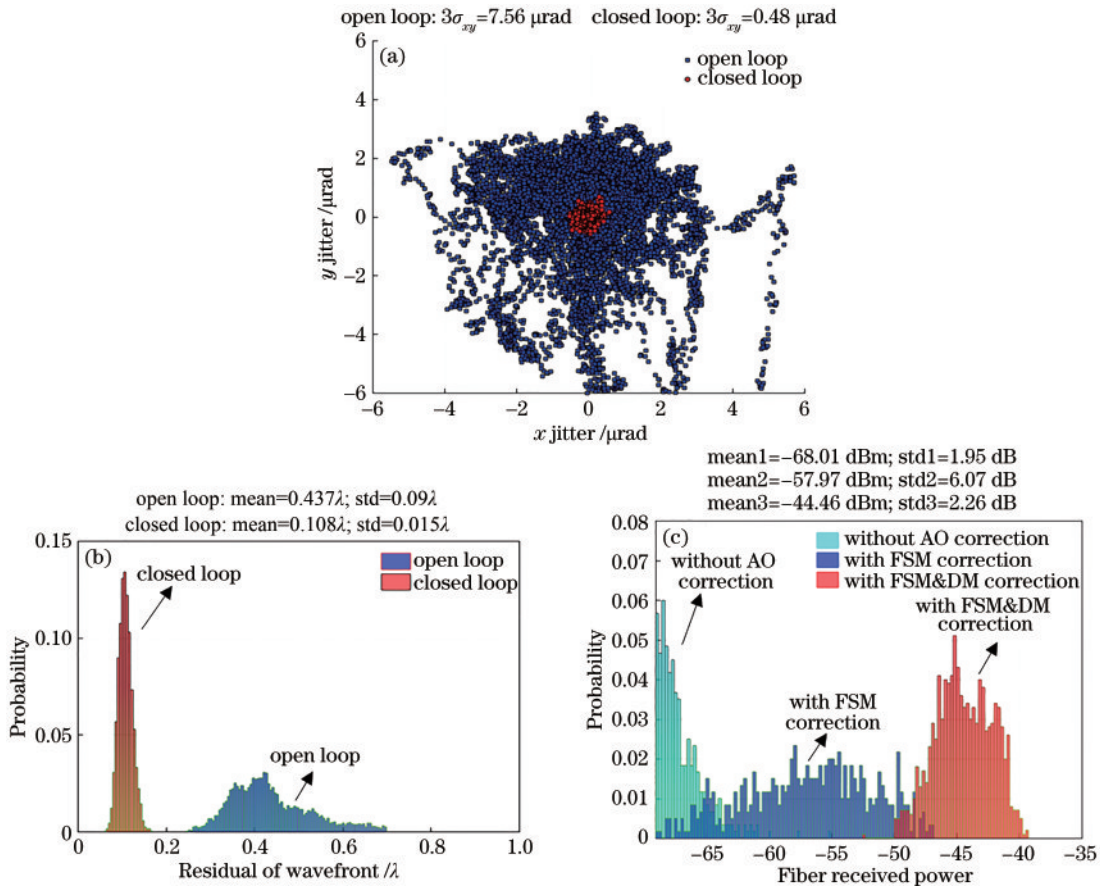 open loop: 3σxy=7.56 μrad closed loop: 3σxy=0.48 μrad
(a)
open loop
closed loop
6
4
2
0
−2
−4
−6
y jitter /μrad
−6 −4 −2 0 2 4 6
x jitter /μrad
open loop: mean=0.437λ; std=0.09λ
closed loop: mean=0.108λ; std=0.015λ
(b)
open loop
closed loop
closed loop
open loop
0.15
0.10
0.05
0
Probability
0 0.2 0.4 0.6 0.8 1.0
Residual of wavefront /λ
mean1=−68.01 dBm; std1=1.95 dB
mean2=−57.97 dBm; std2=6.07 dB
mean3=−44.46 dBm; std3=2.26 dB
(c)
without AO correction
with FSM correction
with FSM&DM correction
without AO
correction
with FSM&DM
correction
with FSM
correction
0.08
0.07
0.06
0.05
0.04
0.03
0.02
0.01
0
Probability
−65 −60 −55 −50 −45 −40 −35
Fiber received power